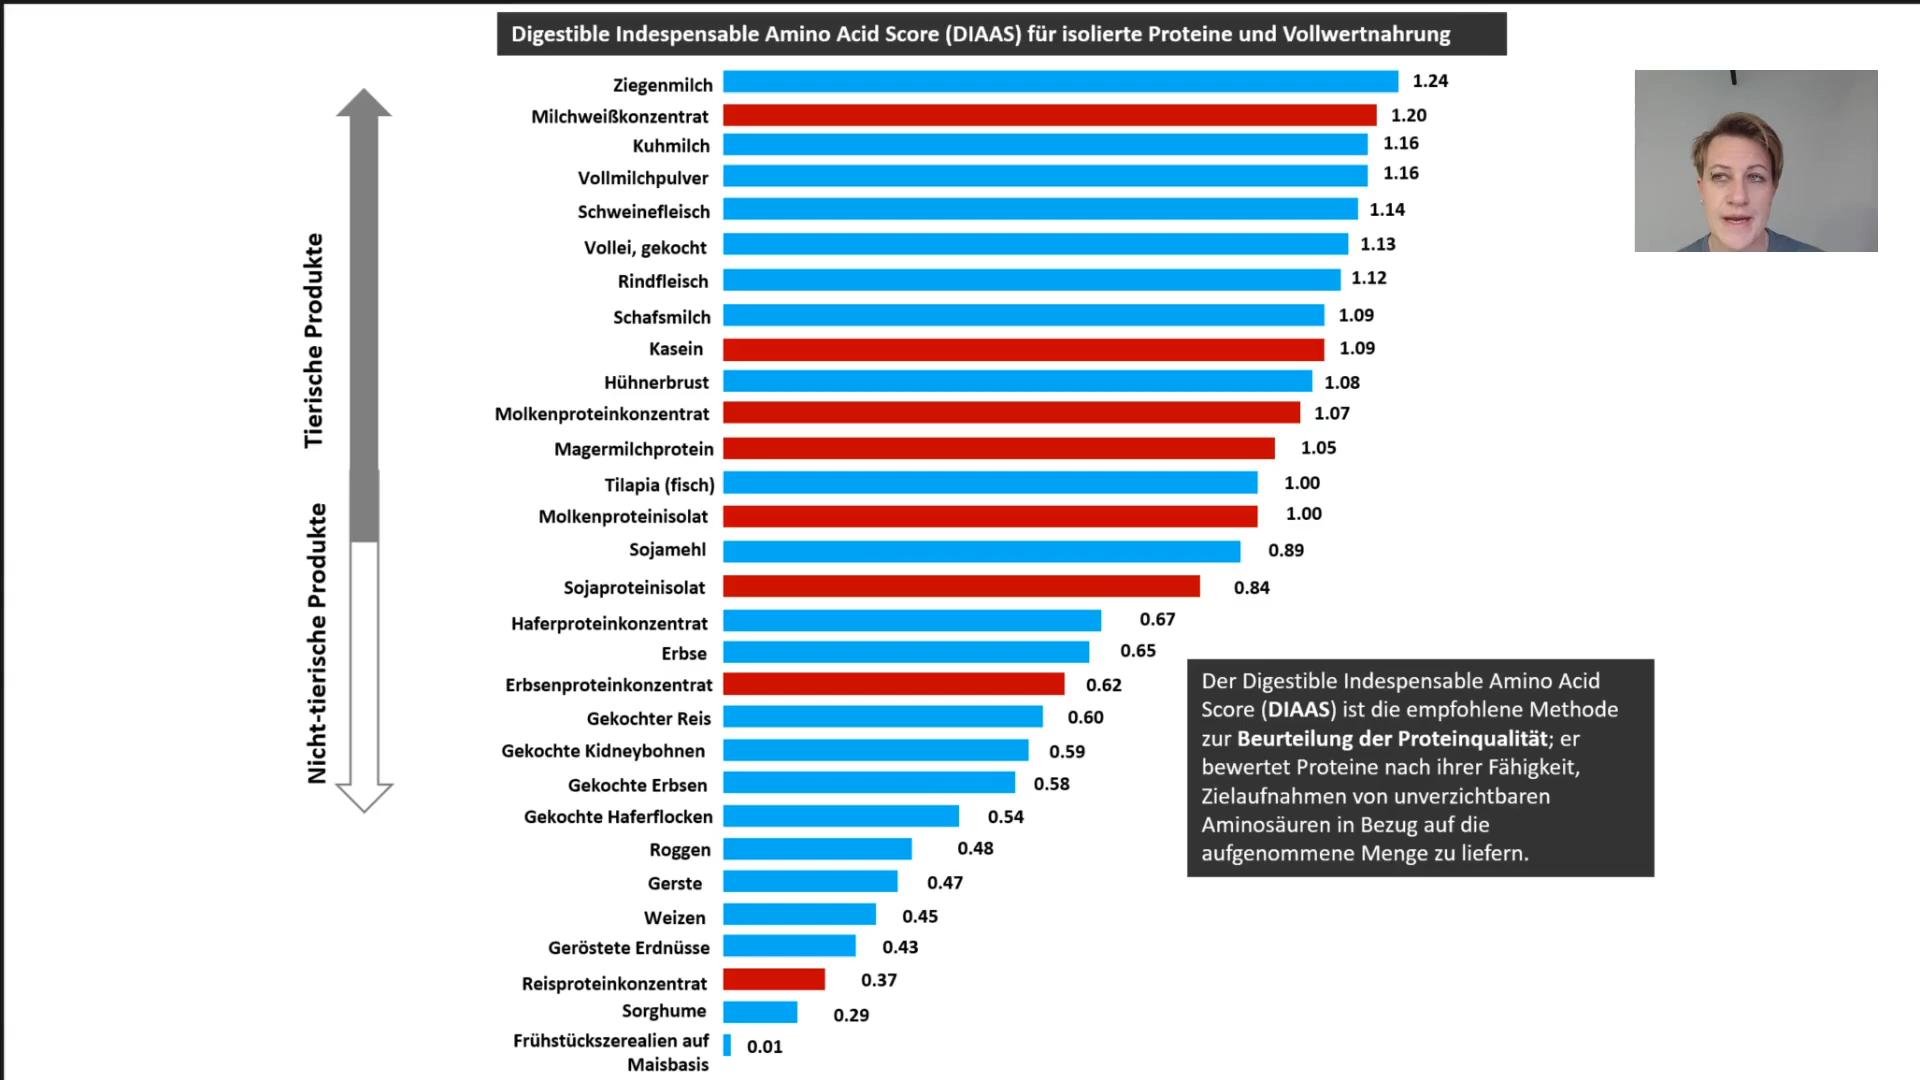 Digestible Indespensable Amino Acid Score (DIAAS) für isolierte Proteine und Vollwertnahrung
Tierische Produkte
Nicht-tierische Produkte
Ziegenmilch 1.24
Milchweißkonzentrat 1.20
Kuhmilch 1.16
Vollmilchpulver 1.16
Schweinefleisch 1.14
Vollei, gekocht 1.13
Rindfleisch 1.12
Schafsmilch 1.09
Kasein 1.09
Hühnerbrust 1.08
Molkenproteinkonzentrat 1.07
Magermilchprotein 1.05
Tilapia (fisch) 1.00
Molkenproteinisolat 1.00
Sojamehl 0.89
Sojaproteinisolat 0.84
Haferproteinkonzentrat 0.67
Erbse 0.65
Erbsenproteinkonzentrat 0.62
Gekochter Reis 0.60
Gekochte Kidneybohnen 0.59
Gekochte Erbsen 0.58
Gekochte Haferflocken 0.54
Roggen 0.48
Gerste 0.47
Weizen 0.45
Geröstete Erdnüsse 0.43
Reisproteinkonzentrat 0.37
Sorghume 0.29
Frühstückszerealien auf
Maisbasis 0.01
Der Digestible Indespensable Amino Acid
Score (DIAAS) ist die empfohlene Methode
zur Beurteilung der Proteinqualität; er
bewertet Proteine nach ihrer Fähigkeit,
Zielaufnahmen von unverzichtbaren
Aminosäuren in Bezug auf die
aufgenommene Menge zu liefern.